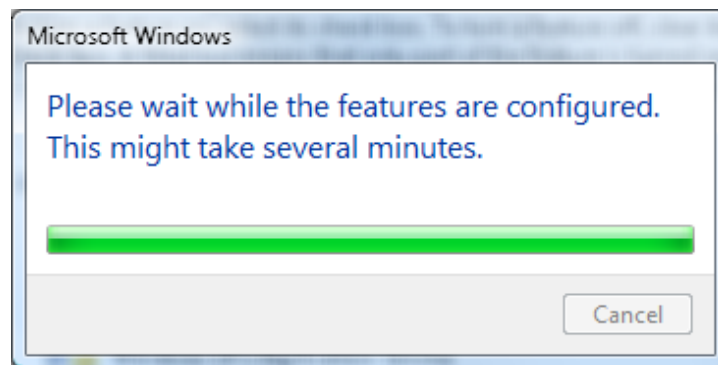 Microsoft Windows
Please wait while the features are configured.
This might take several minutes.
Cancel